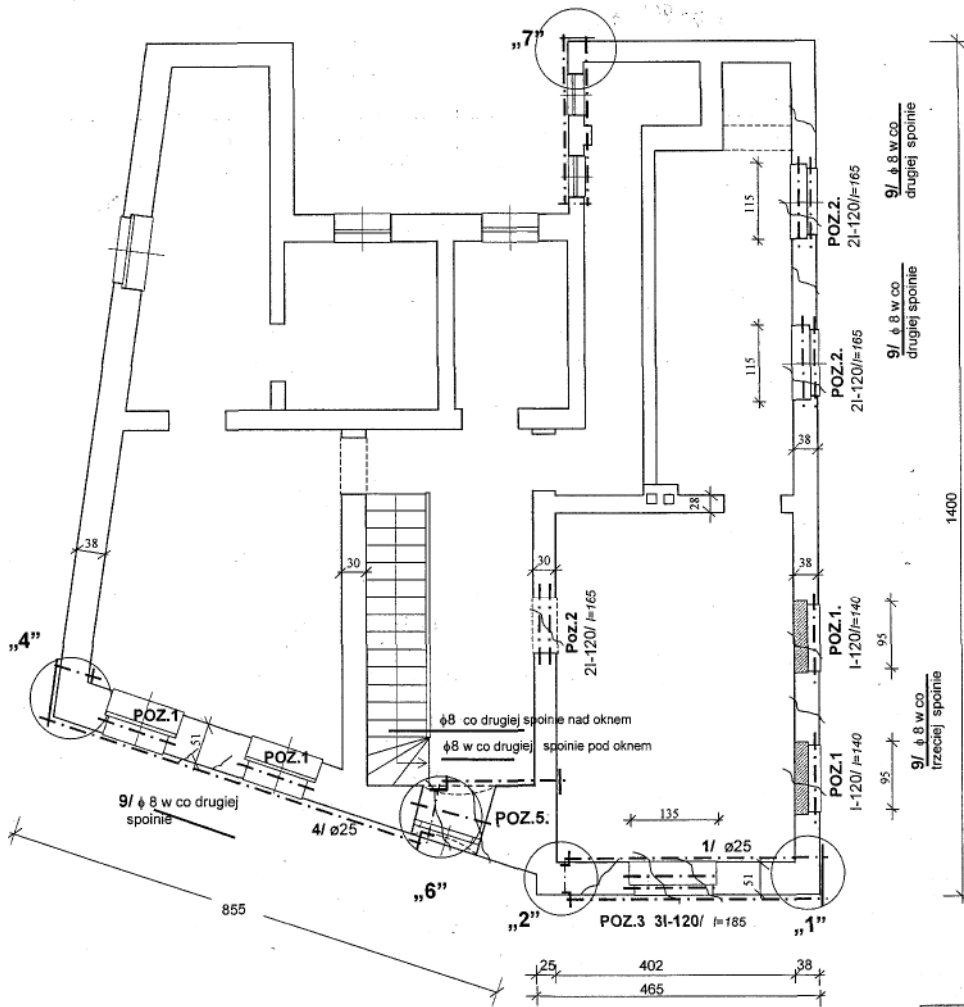 „7”
9/ ϕ 8 w co
drugiej spoinie
115
POZ.2.
2I-120/l=165
9/ ϕ 8 w co
drugiej spoinie
115
POZ.2.
2I-120/l=165
38
1400
28
38
30
30
38
Poz.2
2I-120/ l=165
POZ.1.
I-120/l=140
95
„4”
POZ.1
51
POZ.1
ϕ8 co drugiej spoinie nad oknem
ϕ8 w co drugiej spoinie pod oknem
POZ.1
I-120/ l=140
95
9/ ϕ 8 w co
trzeciej spoinie
9/ ϕ 8 w co drugiej
spoinie
4/ ø25
POZ.5.
135
1/ ø25
51
„6”
„2”
POZ.3 3I-120/ l=185
„1”
855
25
402
38
465